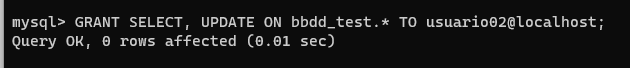 mysql> GRANT SELECT, UPDATE ON bbdd_test.* TO usuario02@localhost;
Query OK, 0 rows affected (0.01 sec)